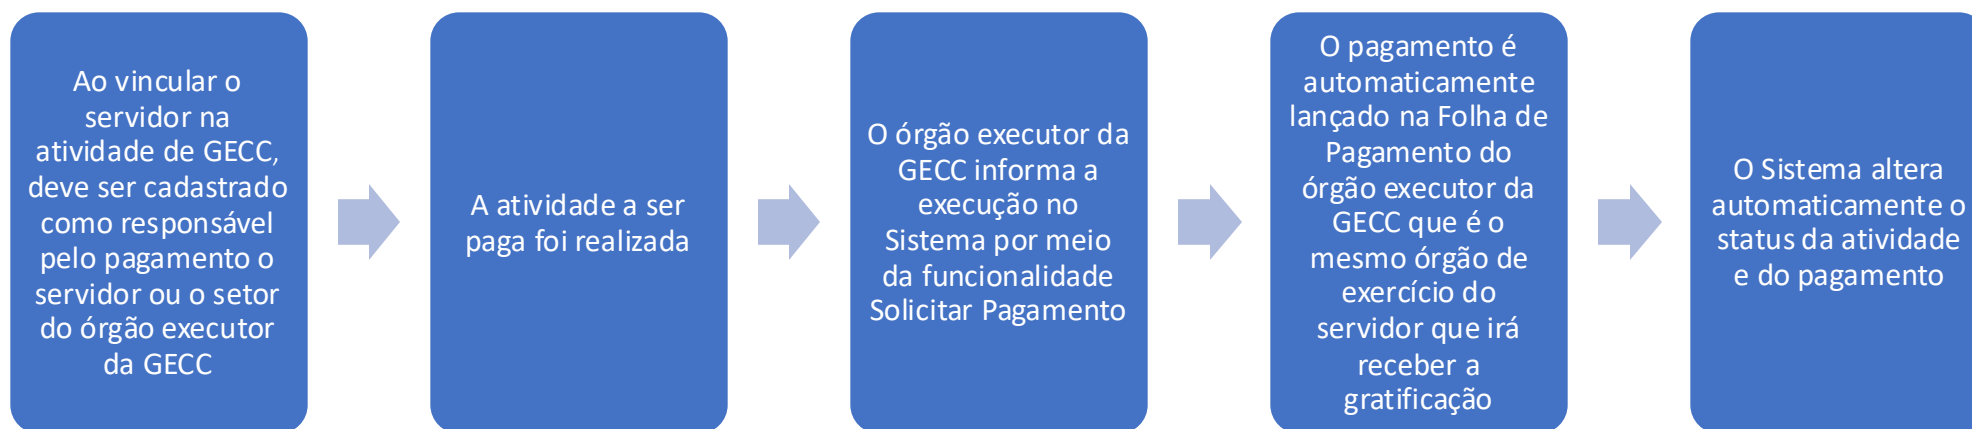 Ao vincular o
servidor na
atividade de GECC,
deve ser cadastrado
como responsável
pelo pagamento o
servidor ou o setor
do órgão executor
da GECC
A atividade a ser
paga foi realizada
O órgão executor da
GECC informa a
execução no
Sistema por meio
da funcionalidade
Solicitar Pagamento
O pagamento é
automaticamente
lançado na Folha de
Pagamento do
órgão executor da
GECC que é o
mesmo órgão de
exercício do
servidor que irá
receber a
gratificação
O Sistema altera
automaticamente o
status da atividade
e do pagamento